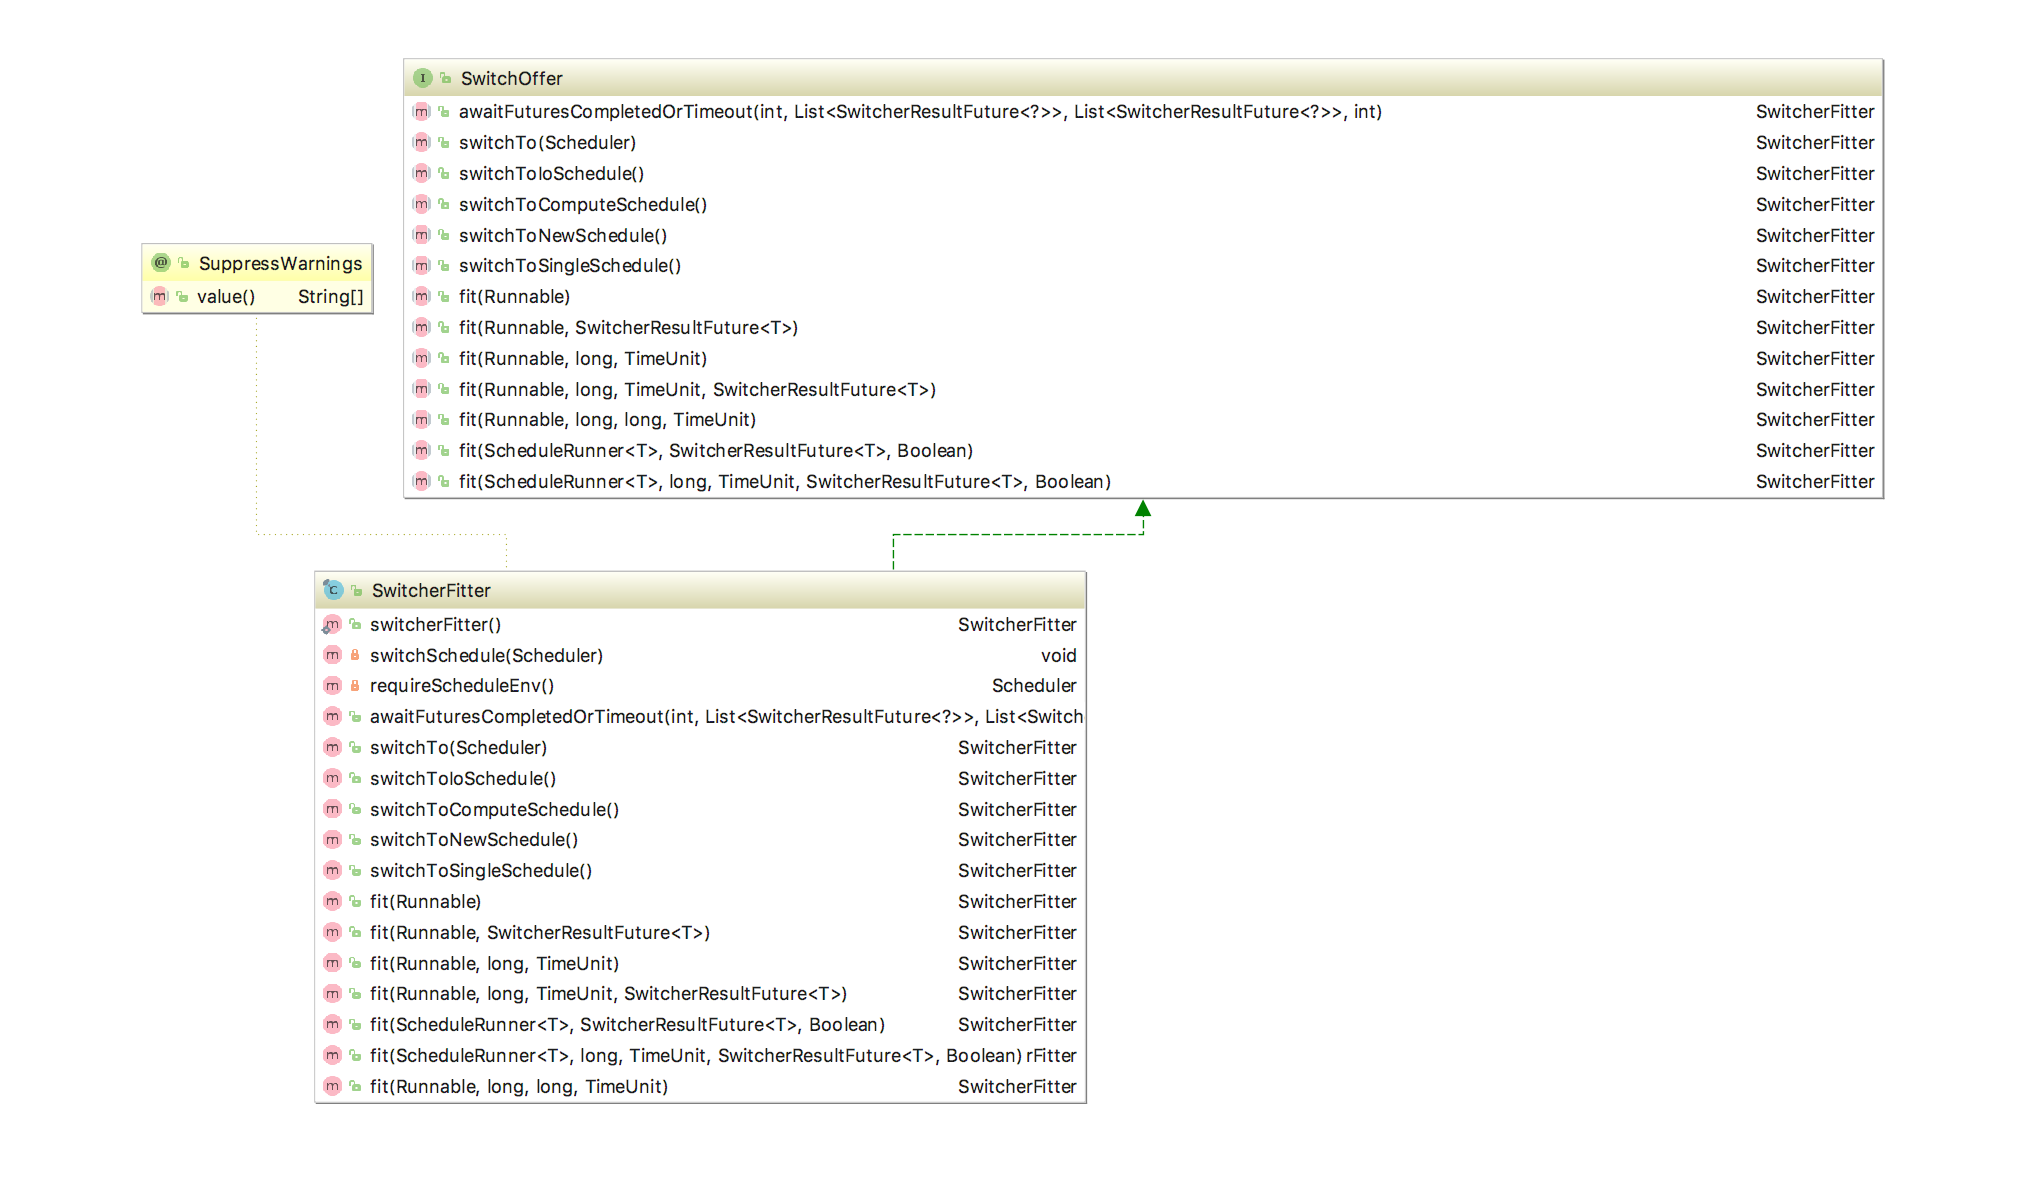 SwitchOffer
awaitFuturesCompletedOrTimeout(int, List<SwitcherResultFuture<?>>, List<SwitcherResultFuture<?>>, int) SwitcherFitter
switchTo(Scheduler) SwitcherFitter
switchToIoSchedule() SwitcherFitter
switchToComputeSchedule() SwitcherFitter
switchToNewSchedule() SwitcherFitter
switchToSingleSchedule() SwitcherFitter
fit(Runnable) SwitcherFitter
fit(Runnable, SwitcherResultFuture<T>) SwitcherFitter
fit(Runnable, long, TimeUnit) SwitcherFitter
fit(Runnable, long, TimeUnit, SwitcherResultFuture<T>) SwitcherFitter
fit(Runnable, long, long, TimeUnit) SwitcherFitter
fit(ScheduleRunner<T>, SwitcherResultFuture<T>, Boolean) SwitcherFitter
fit(ScheduleRunner<T>, long, TimeUnit, SwitcherResultFuture<T>, Boolean) SwitcherFitter
SuppressWarnings
value() String[]
SwitcherFitter
switcherFitter() SwitcherFitter
switchSchedule(Scheduler) void
requireScheduleEnv() Scheduler
awaitFuturesCompletedOrTimeout(int, List<SwitcherResultFuture<?>>, List<Switch
switchTo(Scheduler) SwitcherFitter
switchToIoSchedule() SwitcherFitter
switchToComputeSchedule() SwitcherFitter
switchToNewSchedule() SwitcherFitter
switchToSingleSchedule() SwitcherFitter
fit(Runnable) SwitcherFitter
fit(Runnable, SwitcherResultFuture<T>) SwitcherFitter
fit(Runnable, long, TimeUnit) SwitcherFitter
fit(Runnable, long, TimeUnit, SwitcherResultFuture<T>) SwitcherFitter
fit(ScheduleRunner<T>, SwitcherResultFuture<T>, Boolean) SwitcherFitter
fit(ScheduleRunner<T>, long, TimeUnit, SwitcherResultFuture<T>, Boolean) rFitter
fit(Runnable, long, long, TimeUnit) SwitcherFitter